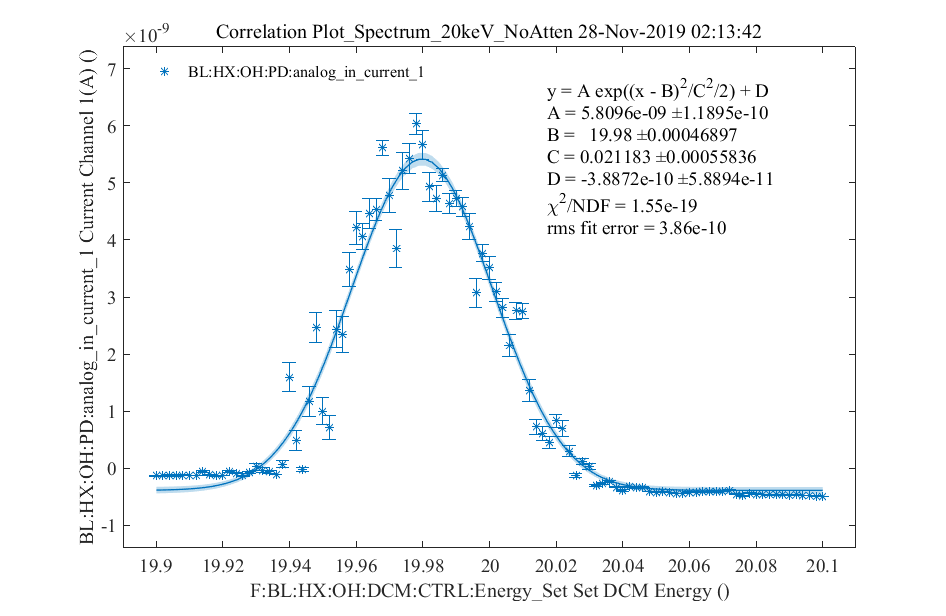 Correlation Plot_Spectrum_20keV_NoAtten 28-Nov-2019 02:13:42
×10⁻⁹
BL:HX:OH:PD:analog_in_current_1
y = A exp((x - B)²/C²/2) + D
A = 5.8096e-09 ±1.1895e-10
B = 19.98 ±0.00046897
C = 0.021183 ±0.00055836
D = -3.8872e-10 ±5.8894e-11
χ²/NDF = 1.55e-19
rms fit error = 3.86e-10
BL:HX:OH:PD:analog_in_current_1 Current Channel 1(A) ()
7
6
5
4
3
2
1
0
-1
19.9 19.92 19.94 19.96 19.98 20 20.02 20.04 20.06 20.08 20.1
F:BL:HX:OH:DCM:CTRL:Energy_Set Set DCM Energy ()